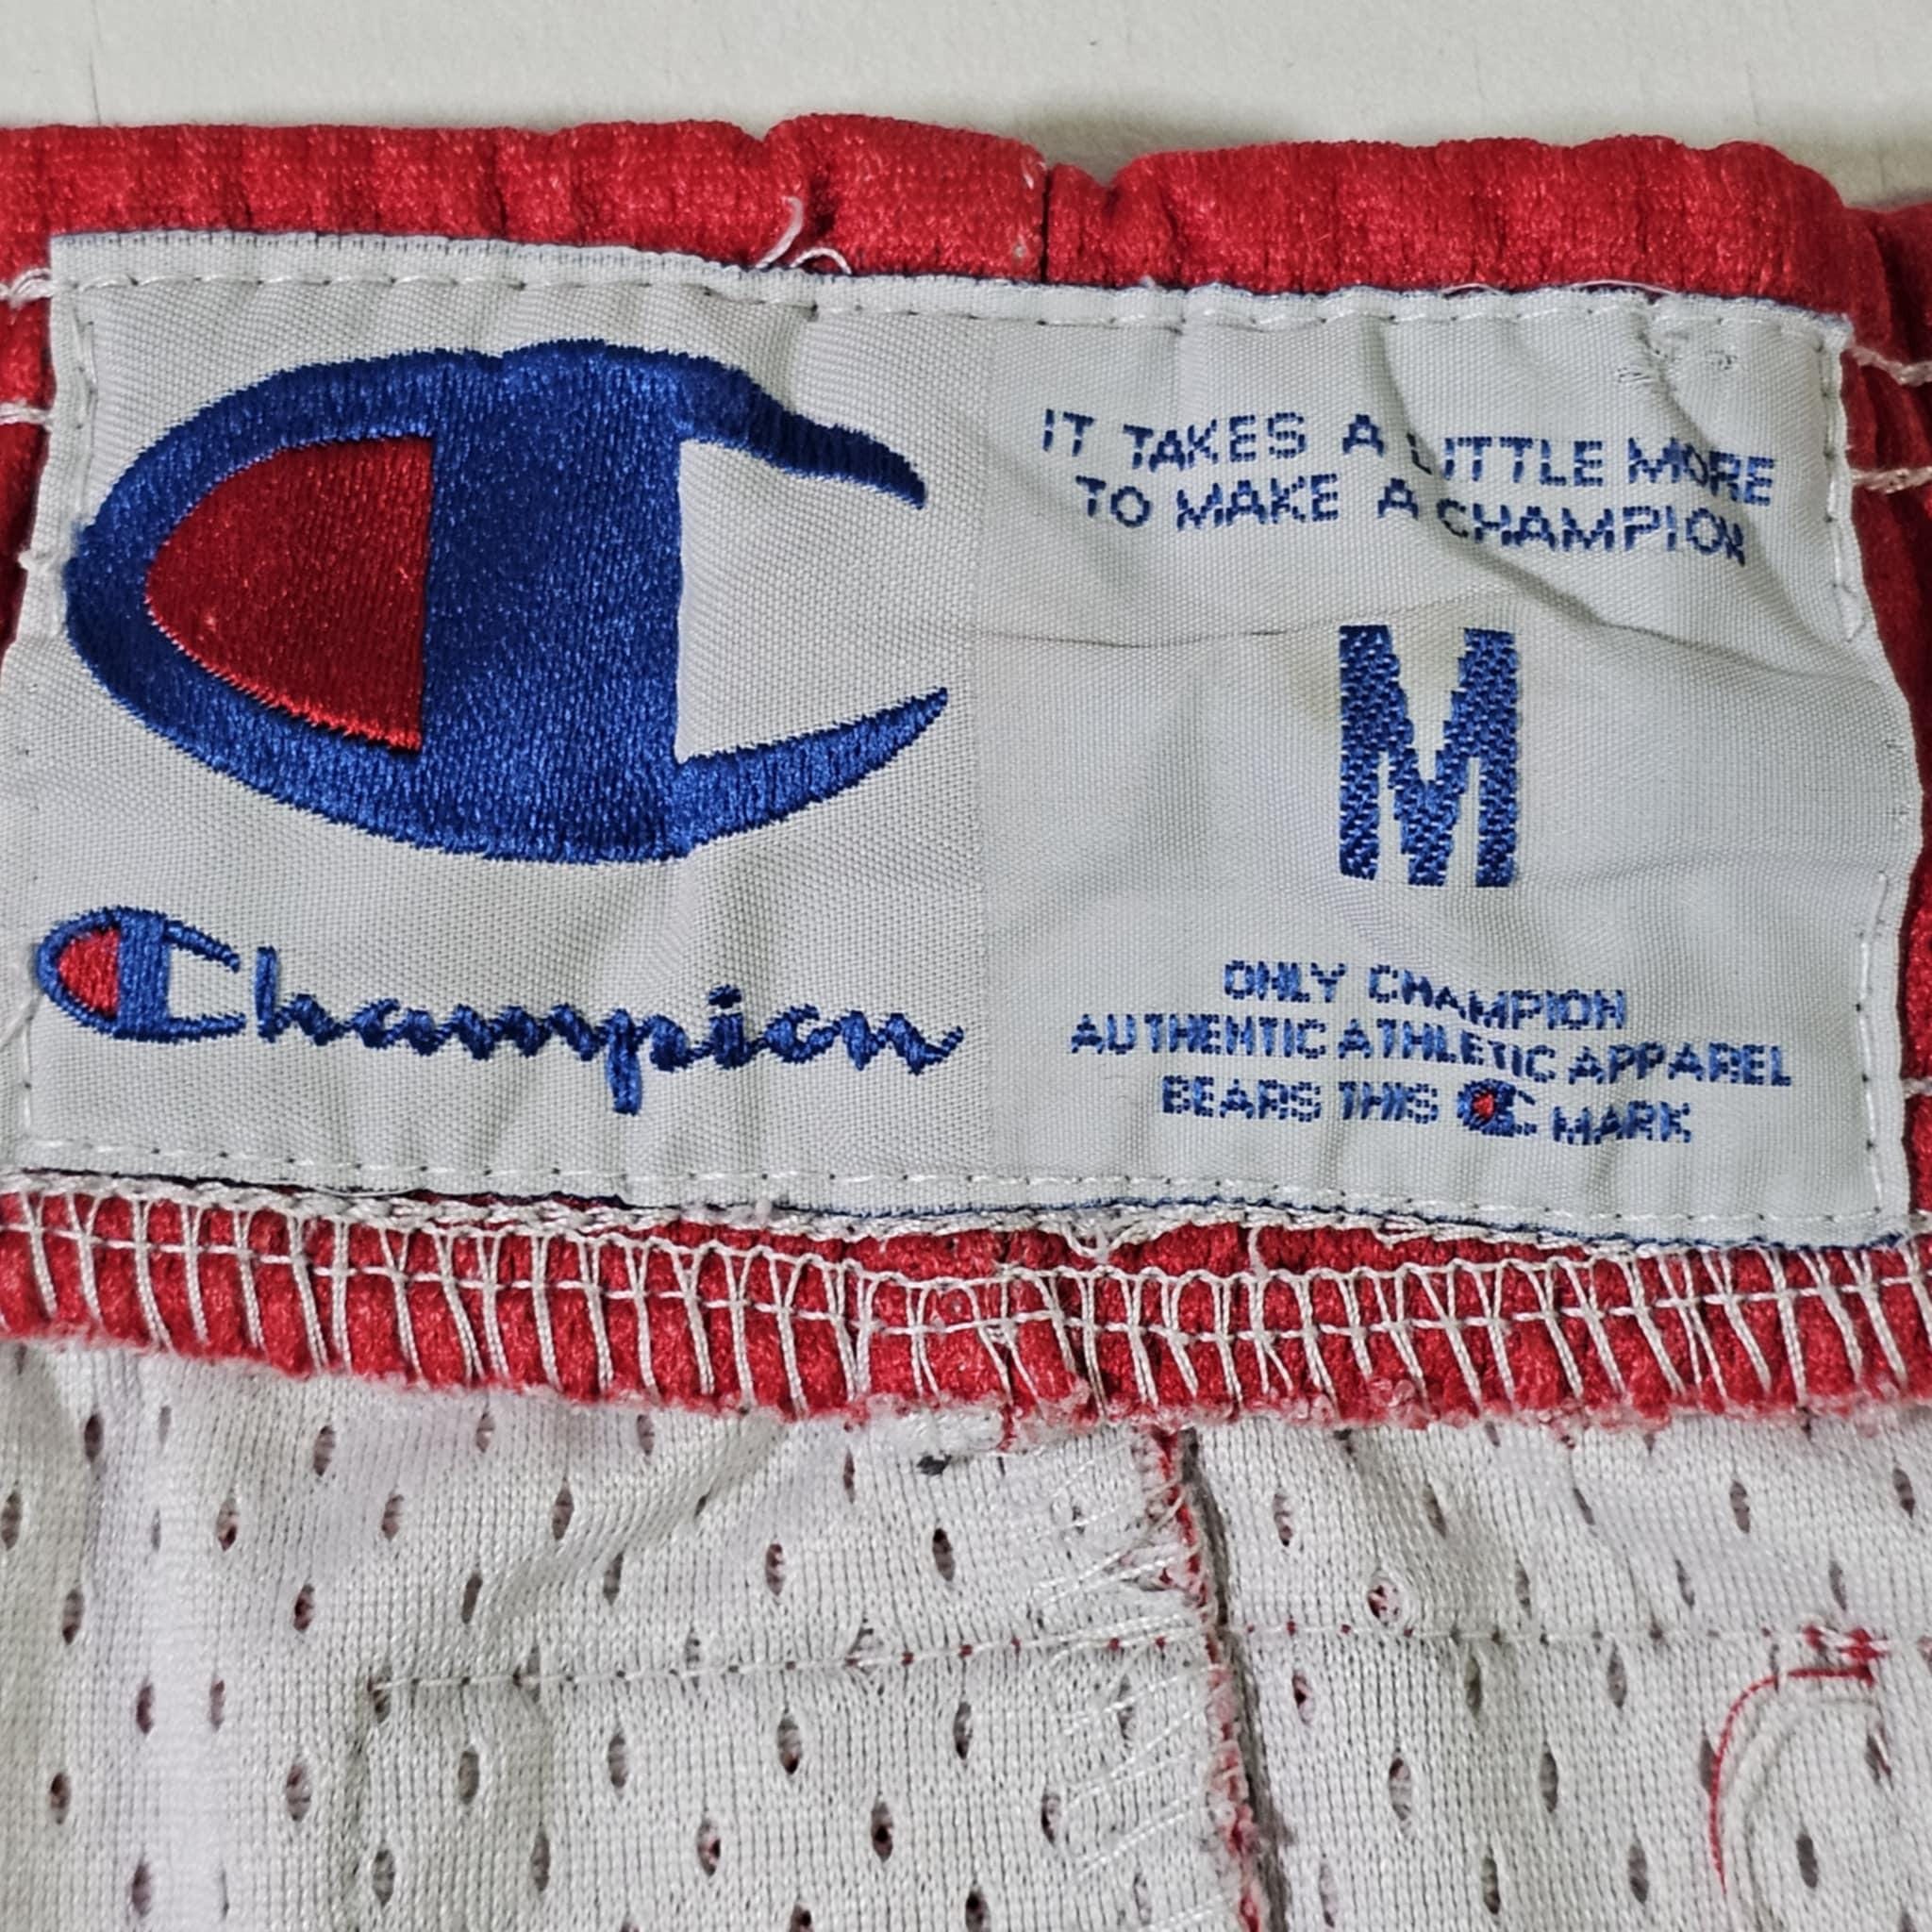 Champion
IT TAKES A LITTLE MORE
TO MAKE A CHAMPION
M
ONLY CHAMPION
AUTHENTIC ATHLETIC APPAREL
BEARS THIS C MARK